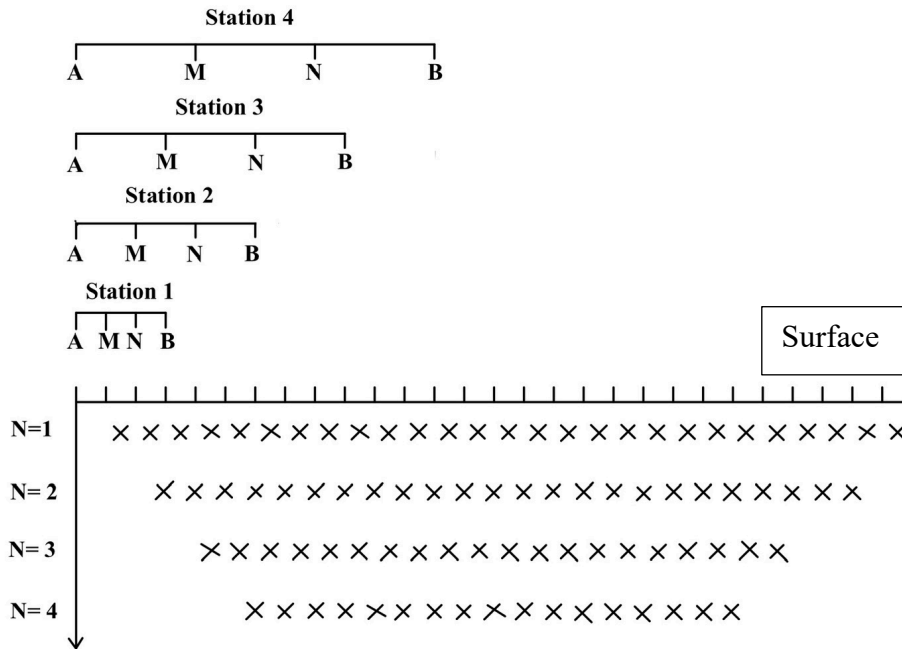 Station 4
A M N B
Station 3
A M N B
Station 2
A M N B
Station 1
A M N B
Surface
N=1
N= 2
N= 3
N= 4